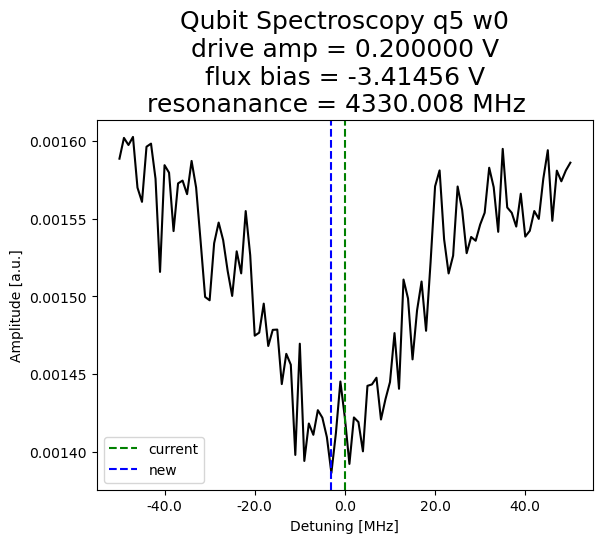 Qubit Spectroscopy q5 w0
drive amp = 0.200000 V
flux bias = -3.41456 V
resonanance = 4330.008 MHz
0.00160
0.00155
0.00150
0.00145
0.00140
Amplitude [a.u.]
current
new
-40.0 -20.0 0.0 20.0 40.0
Detuning [MHz]